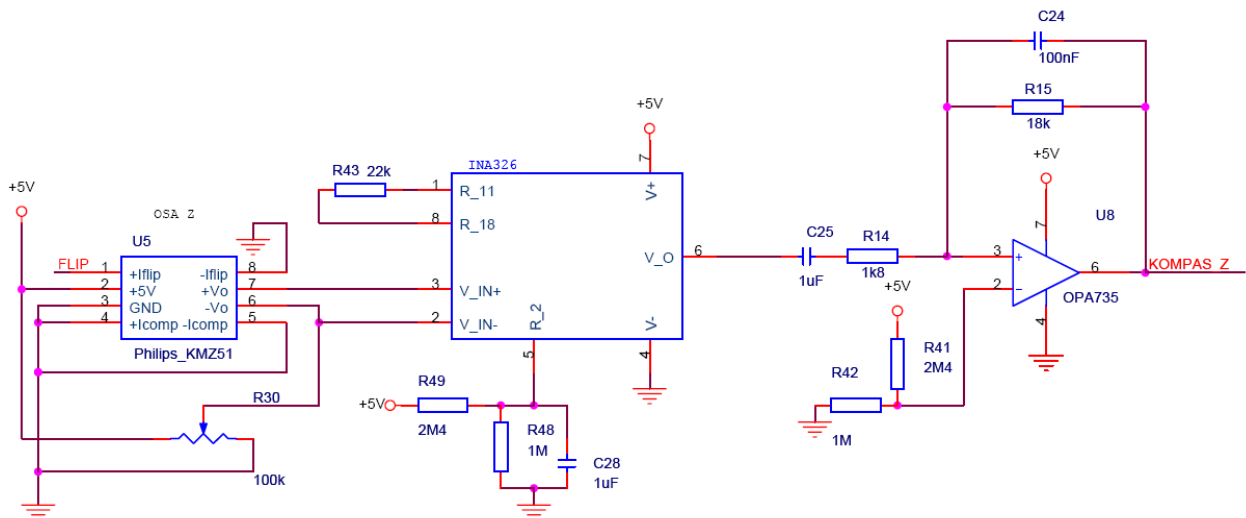 C24
100nF
R15
18k
+5V
+5V
U8
7
3
+
2
−
6
KOMPAS_Z
OPA735
4
C25
1uF
R14
1k8
+5V
R41
2M4
R42
1M
INA326
R43 22k
1
R_11
8
R_18
7
V+
V_O
6
3
V_IN+
2
V_IN-
R_2
5
V-
4
+5V
OSA Z
U5
FLIP
1
+Iflip
-Iflip
8
2
+5V
+Vo
7
3
GND
-Vo
6
4
+Icomp
-Icomp
5
Philips_KMZ51
R30
100k
R49
+5V
2M4
R48
1M
C28
1uF